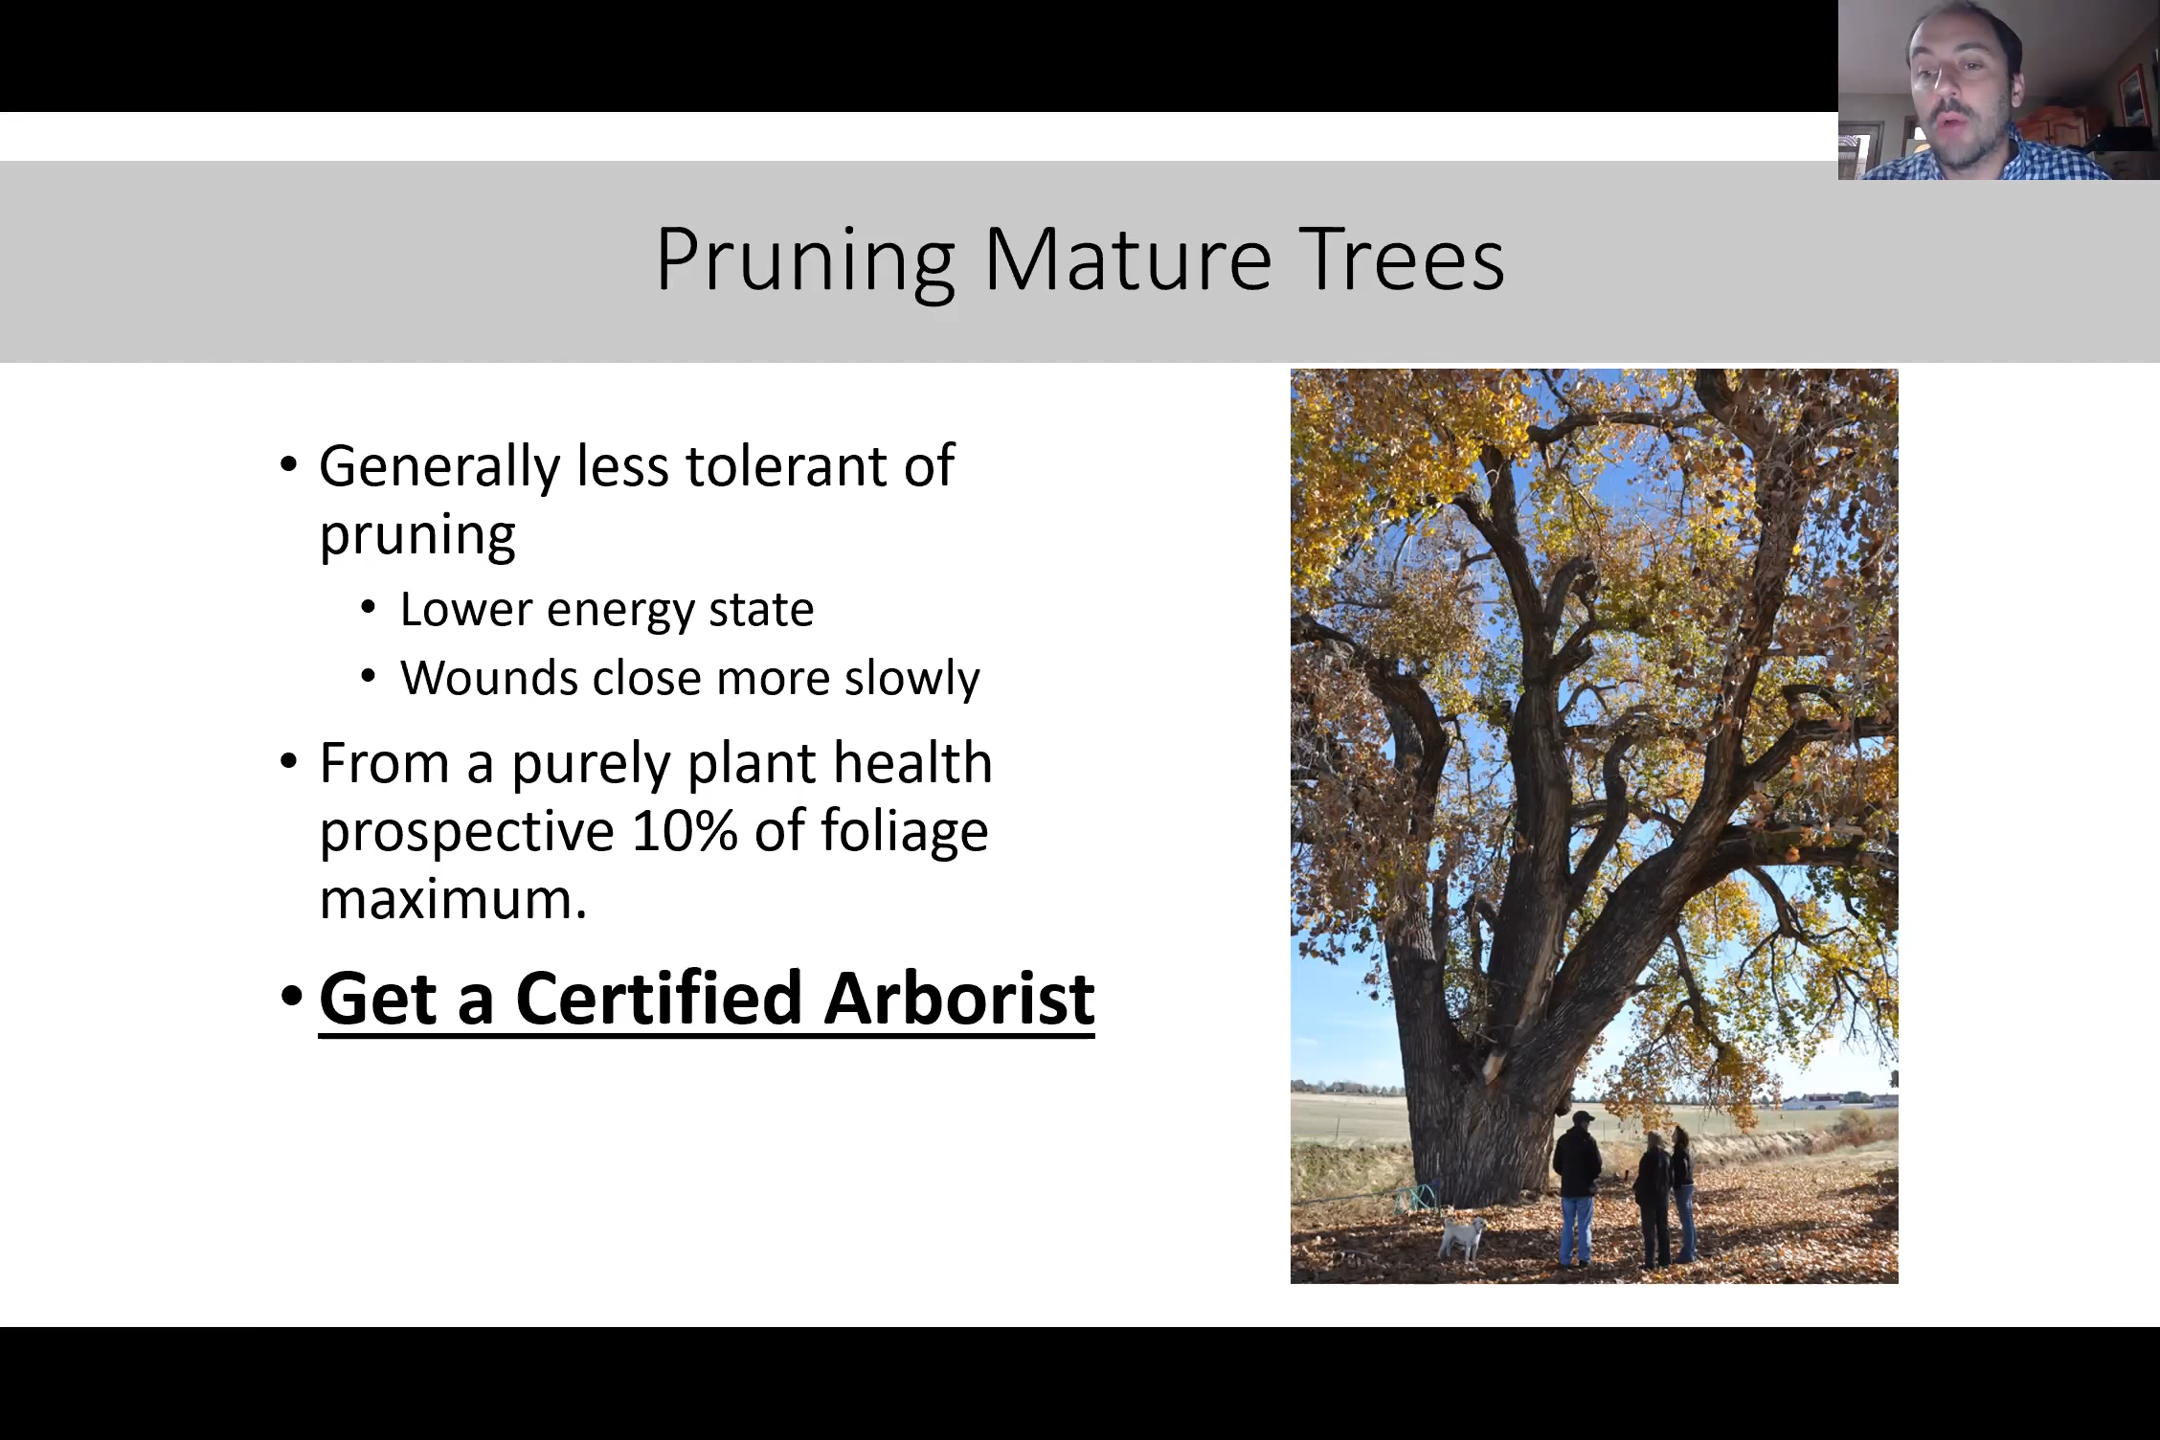 Pruning Mature Trees
• Generally less tolerant of
pruning
• Lower energy state
• Wounds close more slowly
• From a purely plant health
prospective 10% of foliage
maximum.
• Get a Certified Arborist